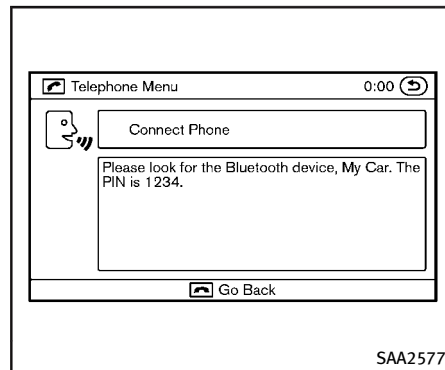 Telephone Menu 0:00
Connect Phone
Please look for the Bluetooth device, My Car. The
PIN is 1234.
Go Back
SAA2577